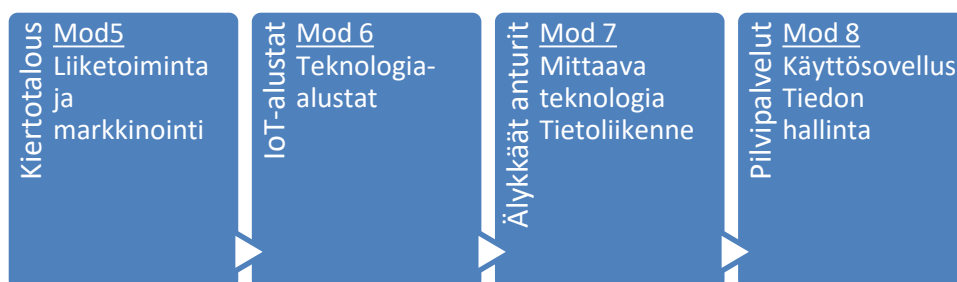 Kiertotalous
Mod5
Liiketoiminta
ja
markkinointi
IoT-alustat
Mod 6
Teknologia-
alustat
Älykkäät anturit
Mod 7
Mittaava
teknologia
Tietoliikenne
Pilvipalvelut
Mod 8
Käyttösovellus
Tiedon
hallinta